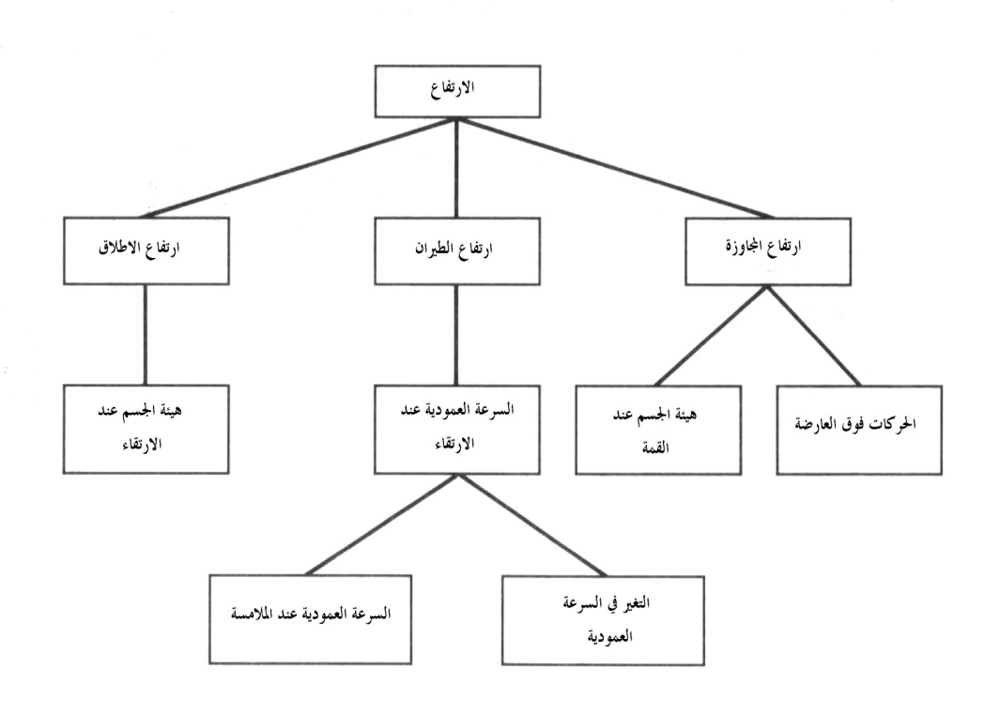 الارتفاع
ارتفاع المجاوزة
ارتفاع الطيران
ارتفاع الاطلاق
الحركات فوق العارضة
هيئة الجسم عند
القمة
السرعة العمودية عند
الارتقاء
هيئة الجسم عند
الارتقاء
التغير في السرعة
العمودية
السرعة العمودية عند الملامسة